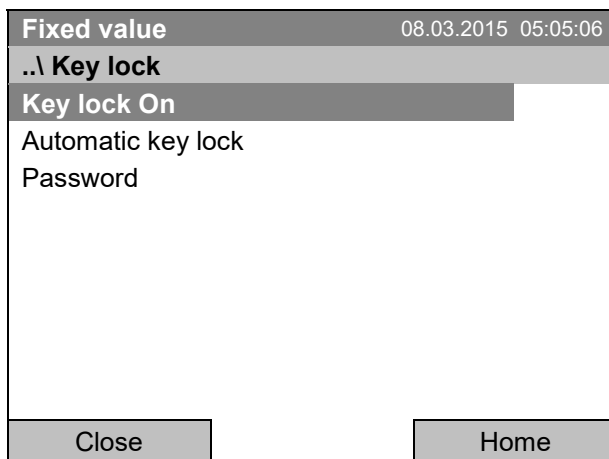 Fixed value 08.03.2015 05:05:06
..\ Key lock
Key lock On
Automatic key lock
Password
Close Home